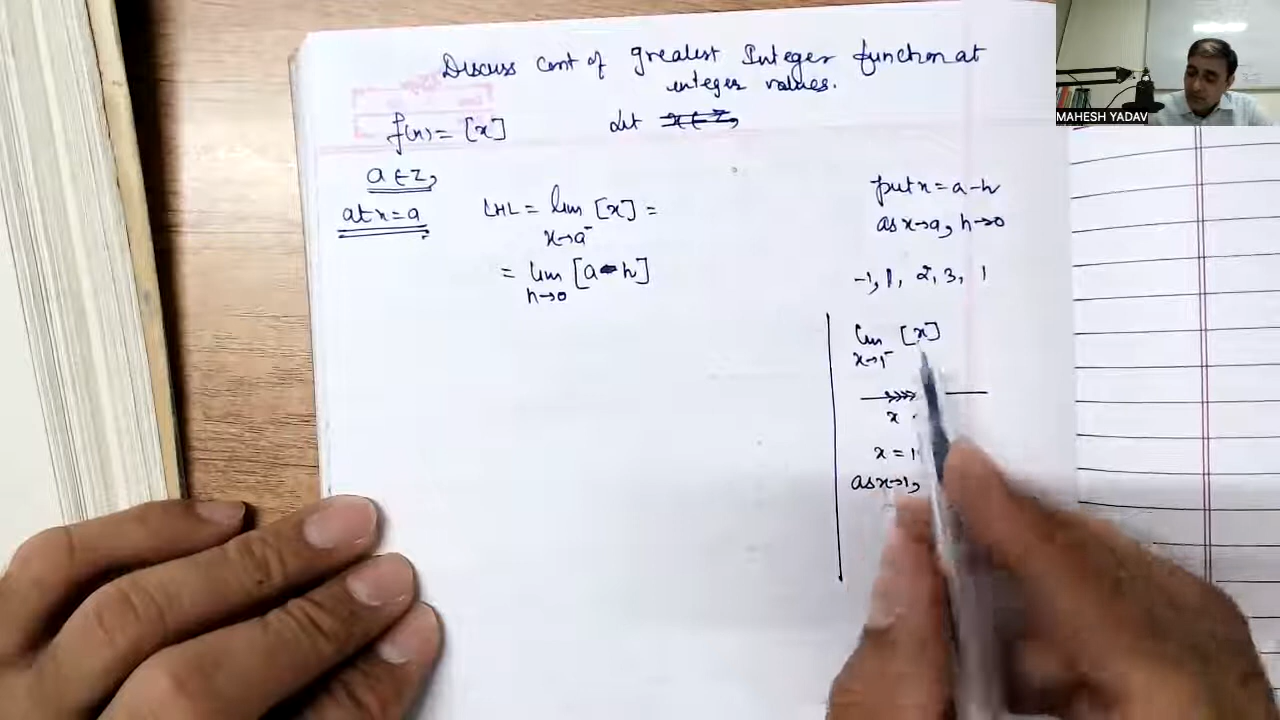 Discuss cont of greatest Integer function at
integer values.
f(x) = [x]
Let x ∈ Z,
a ∈ Z,
at x = a
LHL = lim [x] =
x→a⁻
= lim [a-h]
h→0
put x = a-h
as x→a, h→0
-1, 1, 2, 3, 1
lim [x]
x→1⁻
x
x = 1
as x→1,
MAHESH YADAV